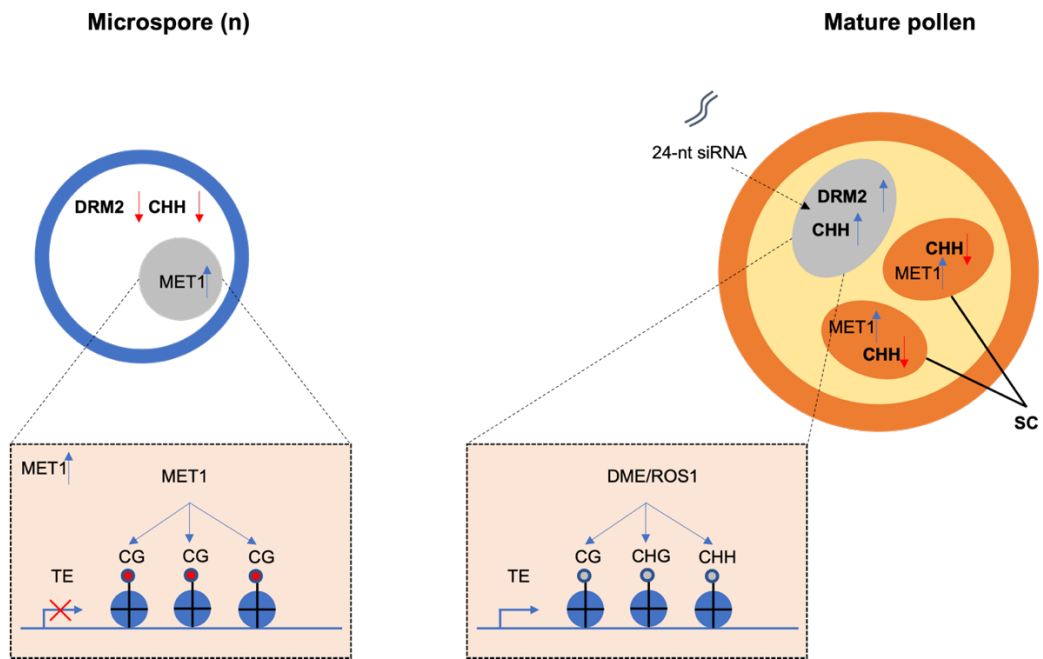 Microspore (n)
Mature pollen
24-nt siRNA
DRM2
CHH
MET1
DRM2
CHH
CHH
MET1
MET1
CHH
SC
MET1
MET1
CG
CG
CG
TE
DME/ROS1
CG
CHG
CHH
TE